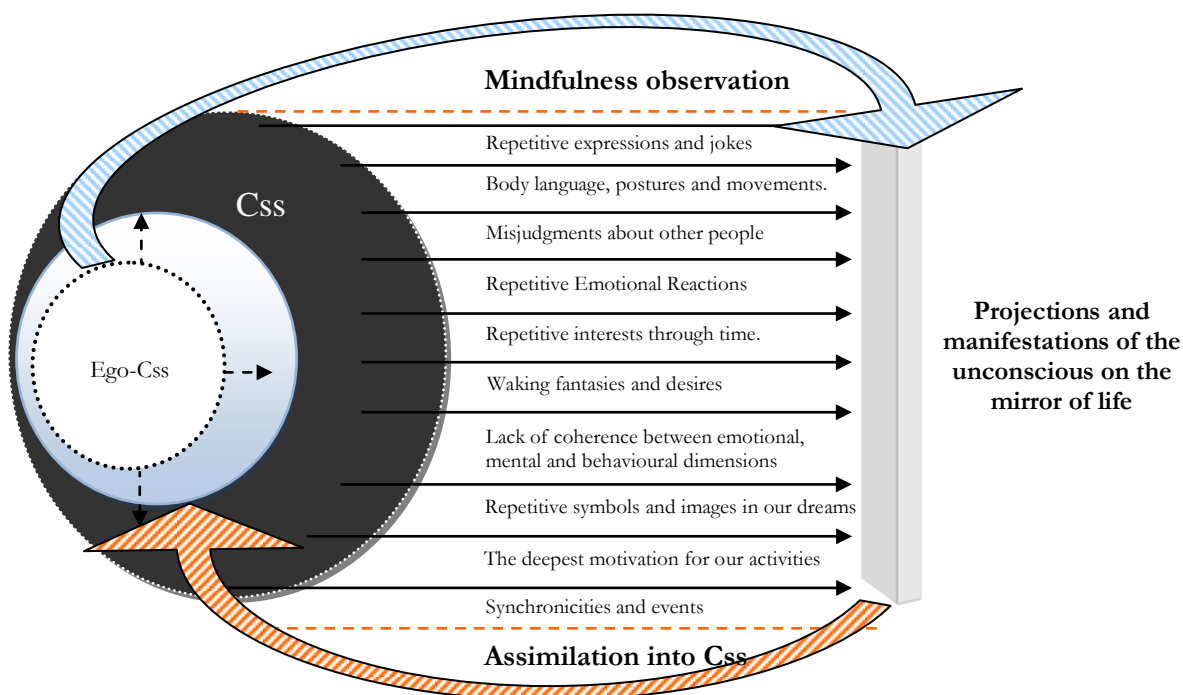 Mindfulness observation
Repetitive expressions and jokes
Body language, postures and movements.
Css
Misjudgments about other people
Repetitive Emotional Reactions
Repetitive interests through time.
Ego-Css
Waking fantasies and desires
Lack of coherence between emotional,
mental and behavioural dimensions
Repetitive symbols and images in our dreams
The deepest motivation for our activities
Synchronicities and events
Assimilation into Css
Projections and
manifestations of the
unconscious on the
mirror of life